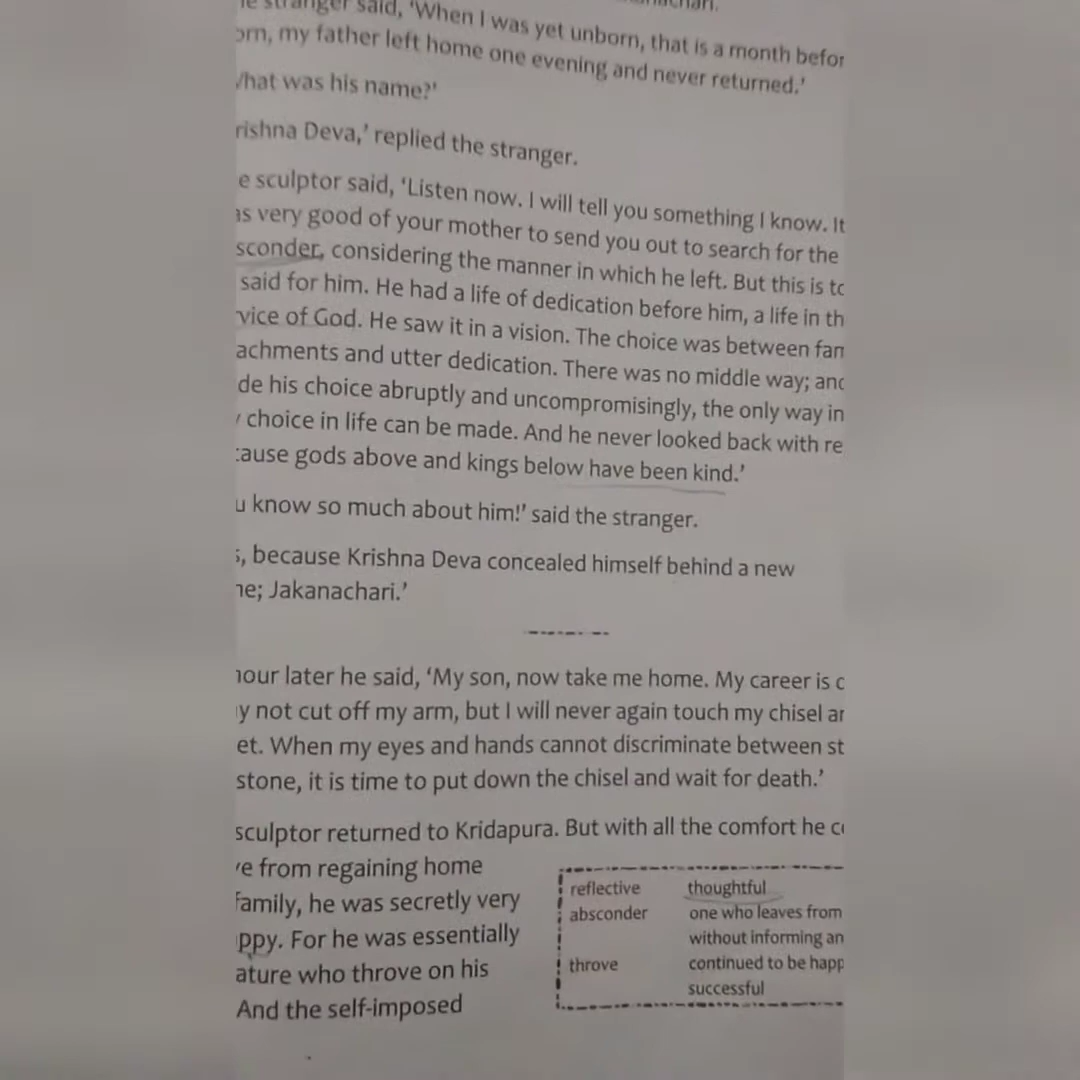 stranger said, 'When I was yet unborn, that is a month befor
orn, my father left home one evening and never returned.'
What was his name?'
rishna Deva,' replied the stranger.
e sculptor said, 'Listen now. I will tell you something I know. It
as very good of your mother to send you out to search for the
sconder, considering the manner in which he left. But this is to
said for him. He had a life of dedication before him, a life in th
rvice of God. He saw it in a vision. The choice was between fam
achments and utter dedication. There was no middle way; and
de his choice abruptly and uncompromisingly, the only way in
y choice in life can be made. And he never looked back with re
cause gods above and kings below have been kind.'
u know so much about him!' said the stranger.
s, because Krishna Deva concealed himself behind a new
ne; Jakanachari.'
hour later he said, 'My son, now take me home. My career is o
y not cut off my arm, but I will never again touch my chisel an
et. When my eyes and hands cannot discriminate between st
stone, it is time to put down the chisel and wait for death.'
sculptor returned to Kridapura. But with all the comfort he co
ve from regaining home
family, he was secretly very
ppy. For he was essentially
ature who throve on his
And the self-imposed
reflective thoughtful
absconder one who leaves from
without informing an
throve continued to be happ
successful